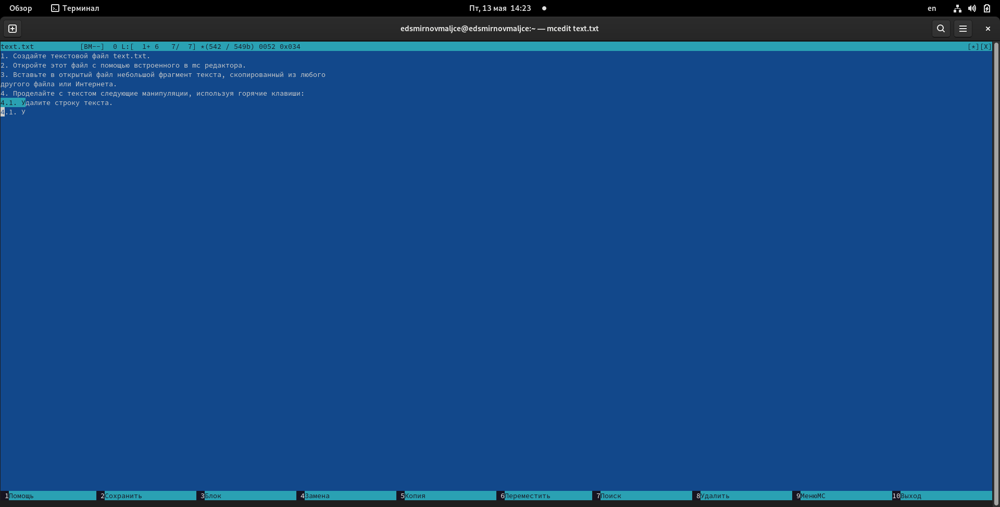 Обзор Терминал Пт, 13 мая 14:23 en
edsmirnovmaljce@edsmirnovmaljce:~ — mcedit text.txt
text.txt [BM--] 0 L:[ 1+ 6 7/ 7] *(542 / 549b) 0052 0x034 [*][X]
1. Создайте текстовой файл text.txt.
2. Откройте этот файл с помощью встроенного в mc редактора.
3. Вставьте в открытый файл небольшой фрагмент текста, скопированный из любого
другого файла или Интернета.
4. Проделайте с текстом следующие манипуляции, используя горячие клавиши:
4.1. Удалите строку текста.
4.1. У
1Помощь 2Сохранить 3Блок 4Замена 5Копия 6Переместить 7Поиск 8Удалить 9МенюMC 10Выход